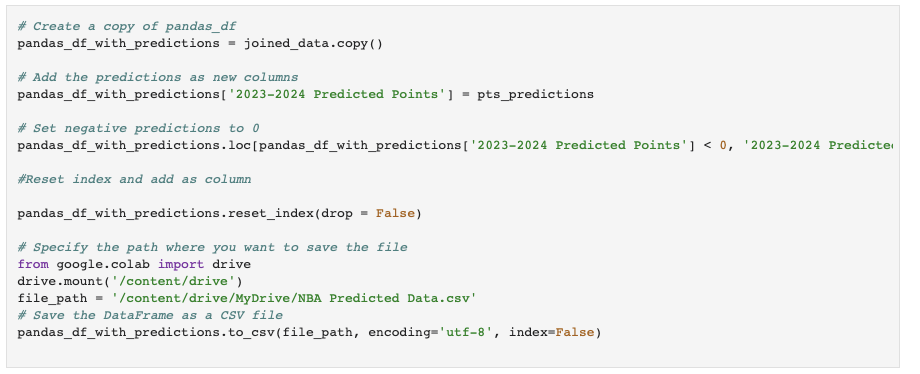 # Create a copy of pandas_df
pandas_df_with_predictions = joined_data.copy()
# Add the predictions as new columns
pandas_df_with_predictions['2023-2024 Predicted Points'] = pts_predictions
# Set negative predictions to 0
pandas_df_with_predictions.loc[pandas_df_with_predictions['2023-2024 Predicted Points'] < 0, '2023-2024
#Reset index and add as column
pandas_df_with_predictions.reset_index(drop = False)
# Specify the path where you want to save the file
from google.colab import drive
drive.mount('/content/drive')
file_path = '/content/drive/MyDrive/NBA Predicted Data.csv'
# Save the DataFrame as a CSV file
pandas_df_with_predictions.to_csv(file_path, encoding='utf-8', index=False)